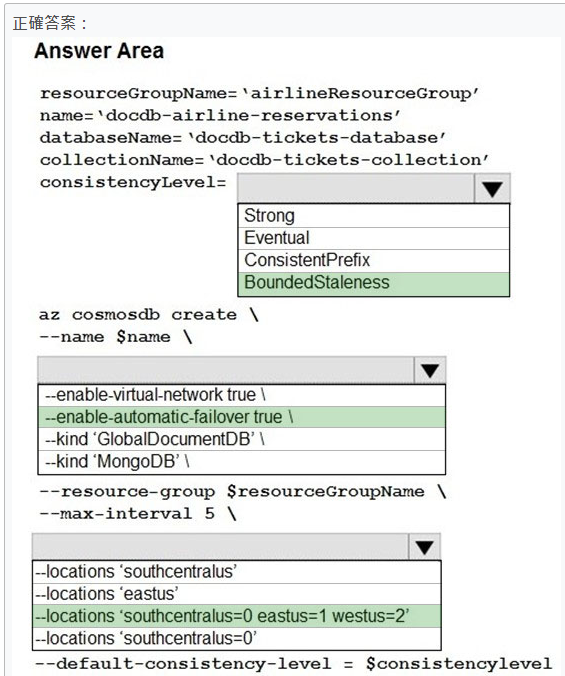 正確答案：
Answer Area
resourceGroupName=‘airlineResourceGroup’
name=‘docdb-airline-reservations’
databaseName=‘docdb-tickets-database’
collectionName=‘docdb-tickets-collection’
consistencyLevel=
Strong
Eventual
ConsistentPrefix
BoundedStaleness
az cosmosdb create \
--name $name \
--enable-virtual-network true \
--enable-automatic-failover true \
--kind ‘GlobalDocumentDB’ \
--kind ‘MongoDB’ \
--resource-group $resourceGroupName \
--max-interval 5 \
--locations ‘southcentralus’
--locations ‘eastus’
--locations ‘southcentralus=0 eastus=1 westus=2’
--locations ‘southcentralus=0’
--default-consistency-level = $consistencylevel